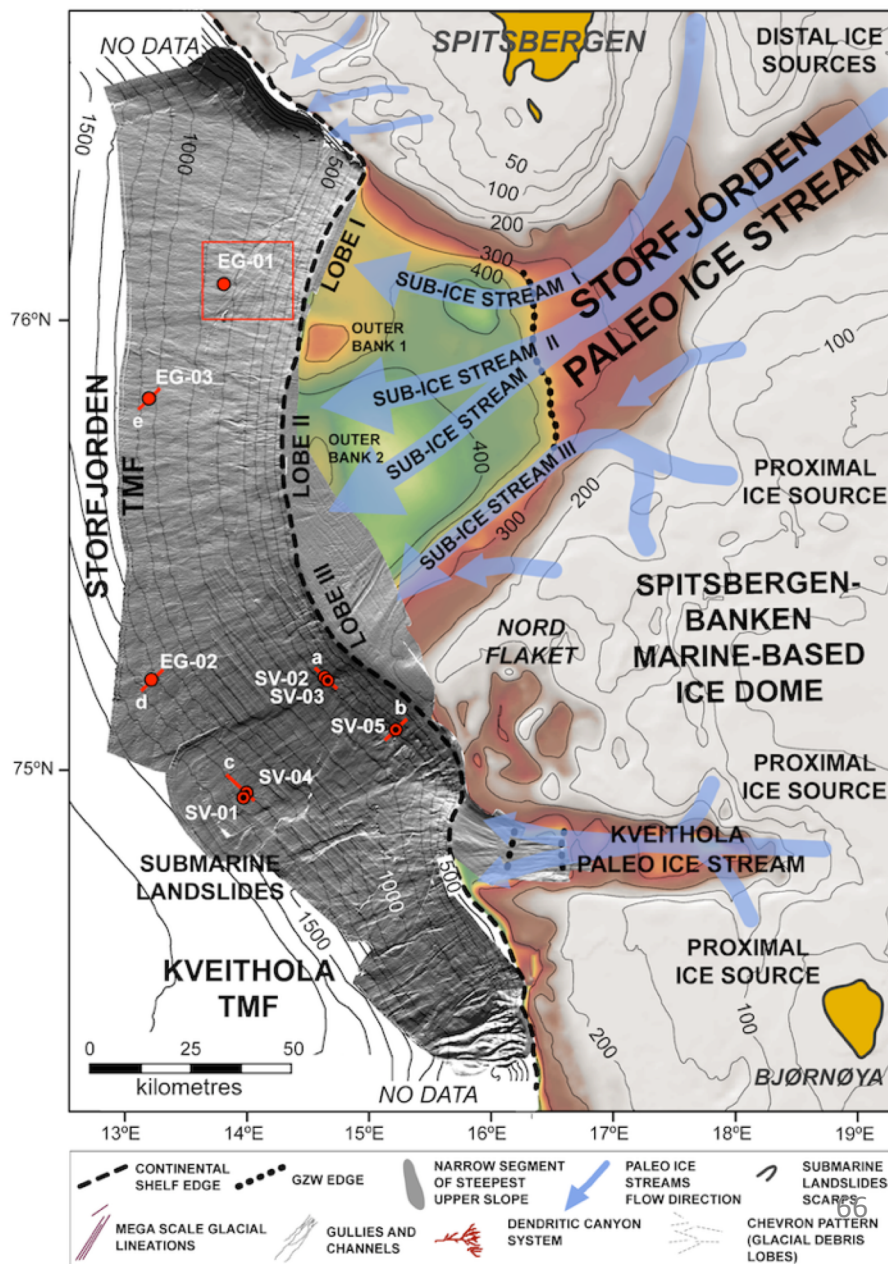 NO DATA
SPITSBERGEN
DISTAL ICE
SOURCES
1500
1000
500
50
100
200
300
400
STORFJORDEN
PALEO ICE STREAM
LOBE I
SUB-ICE STREAM I
EG-01
76°N
OUTER
BANK 1
SUB-ICE STREAM II
100
EG-03
e
STORFJORDEN
TMF
LOBE II
OUTER
BANK 2
SUB-ICE STREAM
400
SUB-ICE STREAM III
300
200
PROXIMAL
ICE SOURCE
LOBE III
SPITSBERGEN-
BANKEN
MARINE-BASED
ICE DOME
NORD
FLAKET
EG-02
d
a
SV-02
SV-03
b
SV-05
75°N
c
SV-04
SV-01
PROXIMAL
ICE SOURCE
KVEITHOLA
PALEO ICE STREAM
SUBMARINE
LANDSLIDES
500
1000
1500
KVEITHOLA
TMF
PROXIMAL
ICE SOURCE
100
200
0 50
kilometres
NO DATA
BJØRNØYA
13°E 14°E 15°E 16°E 17°E 18°E 19°E
CONTINENTAL
SHELF EDGE
GZW EDGE
NARROW SEGMENT
OF STEEPEST
UPPER SLOPE
PALEO ICE
STREAMS
FLOW DIRECTION
SUBMARINE
LANDSLIDES
SCARPS
66
MEGA SCALE GLACIAL
LINEATIONS
GULLIES AND
CHANNELS
DENDRITIC CANYON
SYSTEM
CHEVRON PATTERN
(GLACIAL DEBRIS
LOBES)